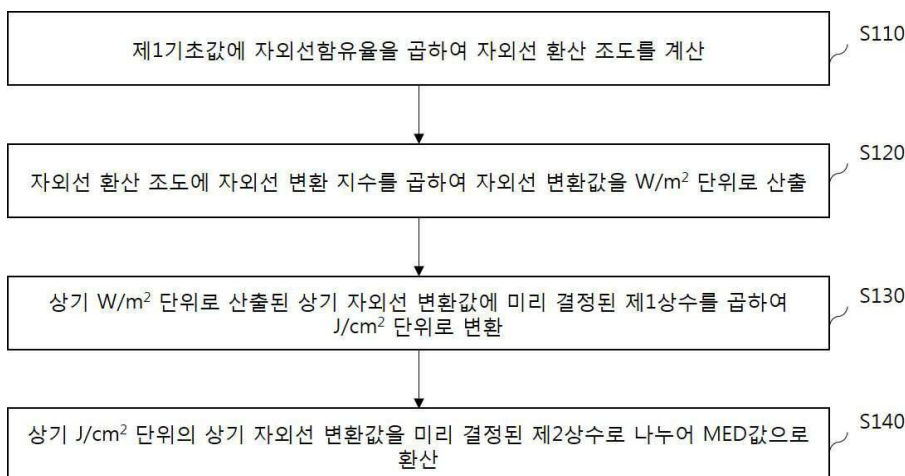 제1기초값에 자외선함유율을 곱하여 자외선 환산 조도를 계산
S110
자외선 환산 조도에 자외선 변환 지수를 곱하여 자외선 변환값을 W/m² 단위로 산출
S120
상기 W/m² 단위로 산출된 상기 자외선 변환값에 미리 결정된 제1상수를 곱하여
J/cm² 단위로 변환
S130
상기 J/cm² 단위의 상기 자외선 변환값을 미리 결정된 제2상수로 나누어 MED값으로
환산
S140